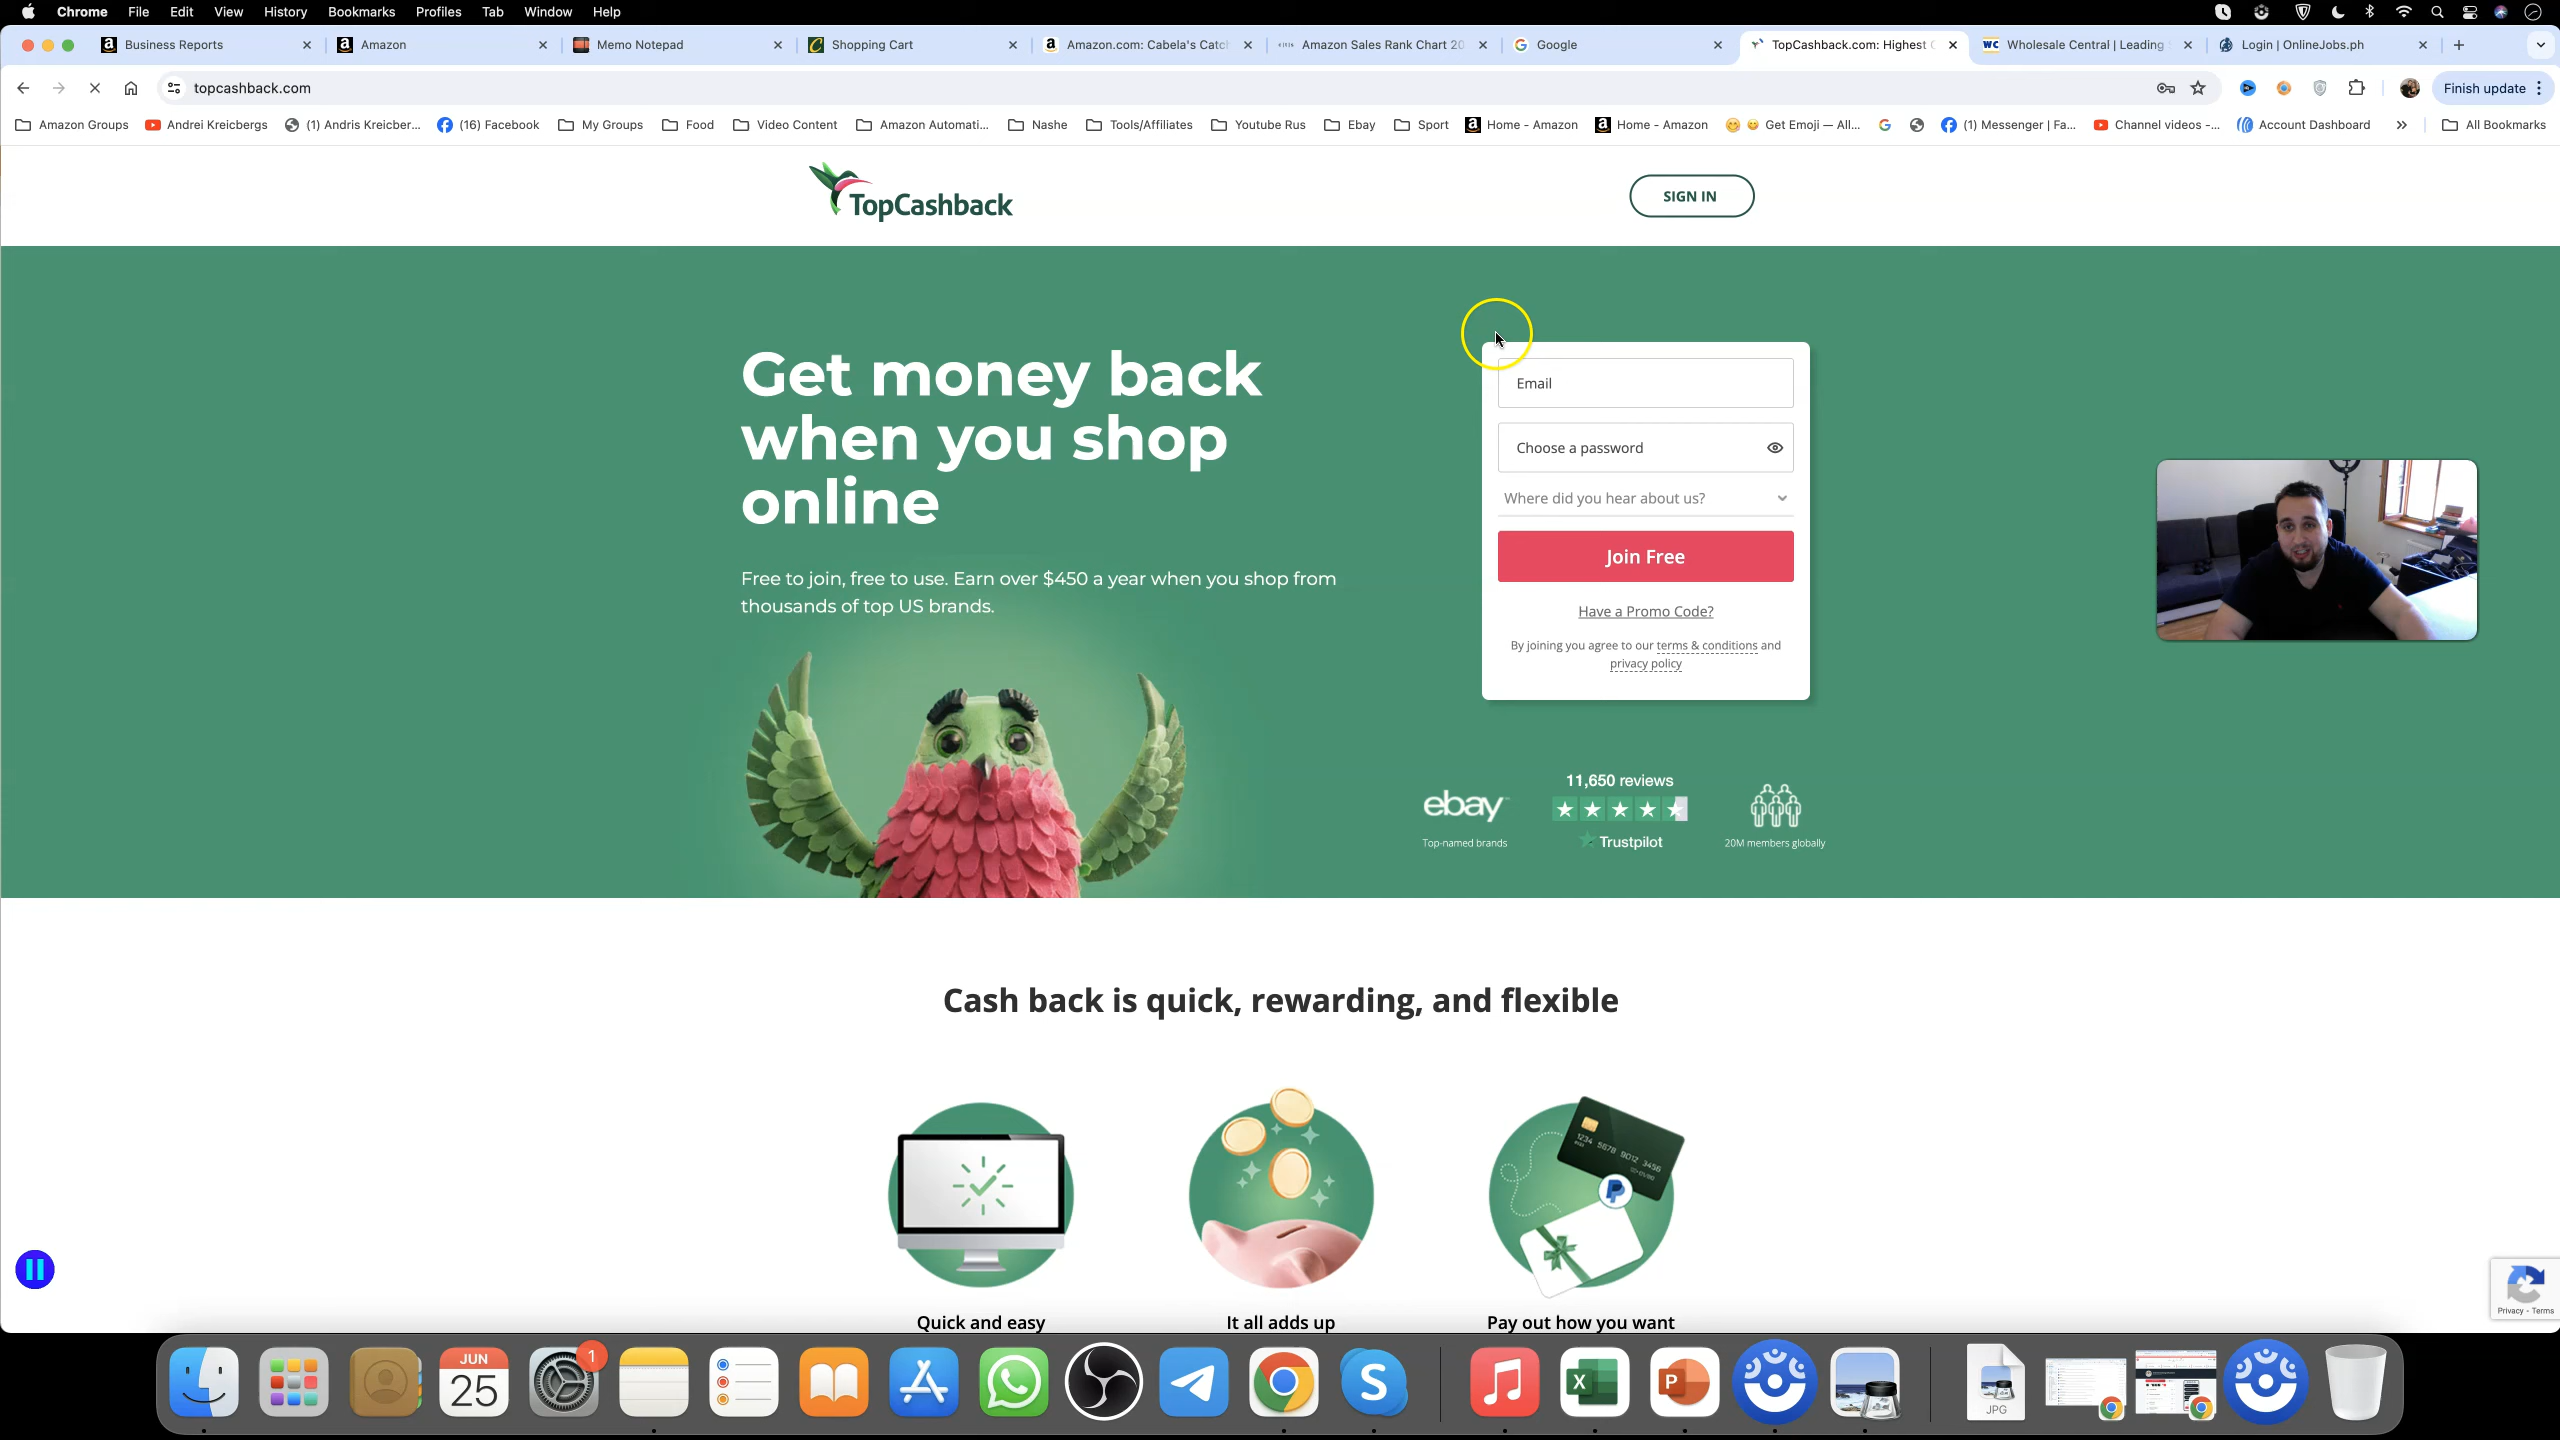 Chrome File Edit View History Bookmarks Profiles Tab Window Help
Business Reports
Amazon
Memo Notepad
Shopping Cart
Amazon.com: Cabela's Catc
Amazon Sales Rank Chart 20
Google
TopCashback.com: Highest C
Wholesale Central | Leading
Login | OnlineJobs.ph
topcashback.com
Finish update
Amazon Groups
Andrei Kreicbergs
(1) Andris Kreicber...
(16) Facebook
My Groups
Food
Video Content
Amazon Automati...
Nashe
Tools/Affiliates
Youtube Rus
Ebay
Sport
Home - Amazon
Home - Amazon
Get Emoji — All...
(1) Messenger | Fa...
Channel videos -...
Account Dashboard
All Bookmarks
TopCashback
SIGN IN
Get money back
when you shop
online
Free to join, free to use. Earn over $450 a year when you shop from
thousands of top US brands.
Email
Choose a password
Where did you hear about us?
Join Free
Have a Promo Code?
By joining you agree to our terms & conditions and
privacy policy
ebay
Top-named brands
11,650 reviews
Trustpilot
20M members globally
Cash back is quick, rewarding, and flexible
1234 5678 9012 3456
Quick and easy
It all adds up
Pay out how you want
Privacy - Terms
JUN
25
1
JPG